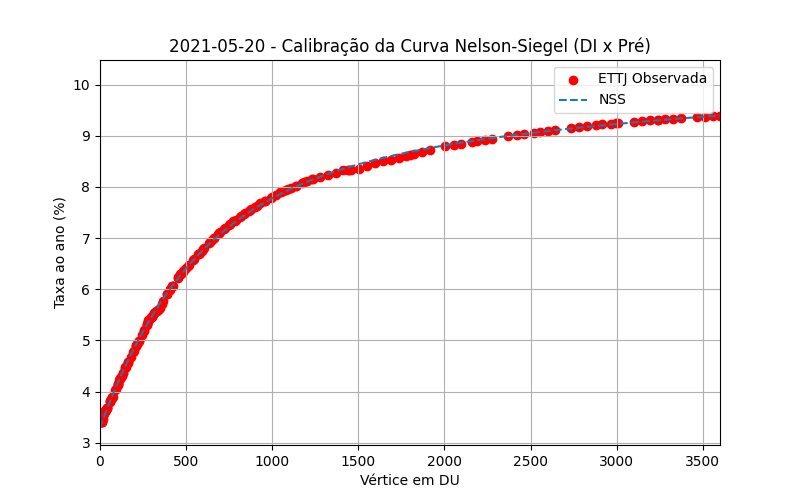 2021-05-20 - Calibração da Curva Nelson-Siegel (DI x Pré)
ETTJ Observada
NSS
Taxa ao ano (%)
10
9
8
7
6
5
4
3
0 500 1000 1500 2000 2500 3000 3500
Vértice em DU